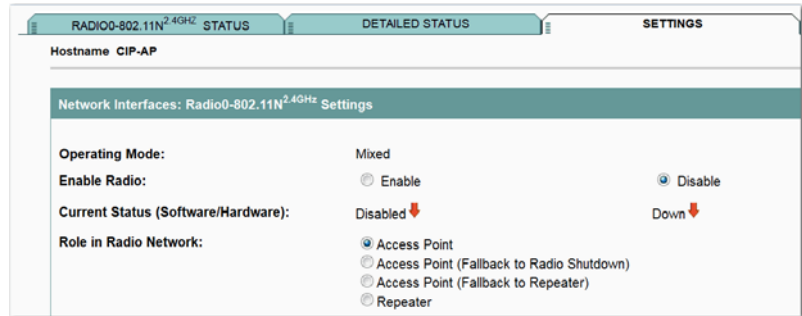 RADIO0-802.11N2.4GHZ STATUS DETAILED STATUS SETTINGS
Hostname CIP-AP
Network Interfaces: Radio0-802.11N2.4GHz Settings
Operating Mode: Mixed
Enable Radio: Enable Disable
Current Status (Software/Hardware): Disabled Down
Role in Radio Network: Access Point
Access Point (Fallback to Radio Shutdown)
Access Point (Fallback to Repeater)
Repeater